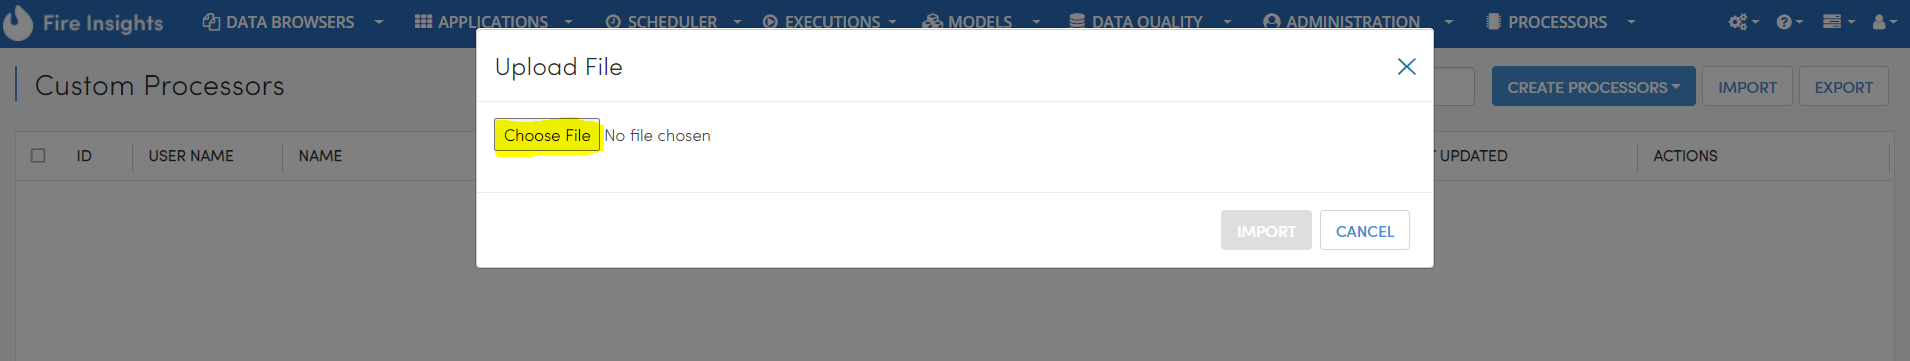 Fire Insights DATA BROWSERS APPLICATIONS SCHEDULER EXECUTIONS MODELS DATA QUALITY ADMINISTRATION PROCESSORS
Upload File
Custom Processors
CREATE PROCESSORS IMPORT EXPORT
Choose File No file chosen
ID USER NAME NAME UPDATED ACTIONS
IMPORT CANCEL